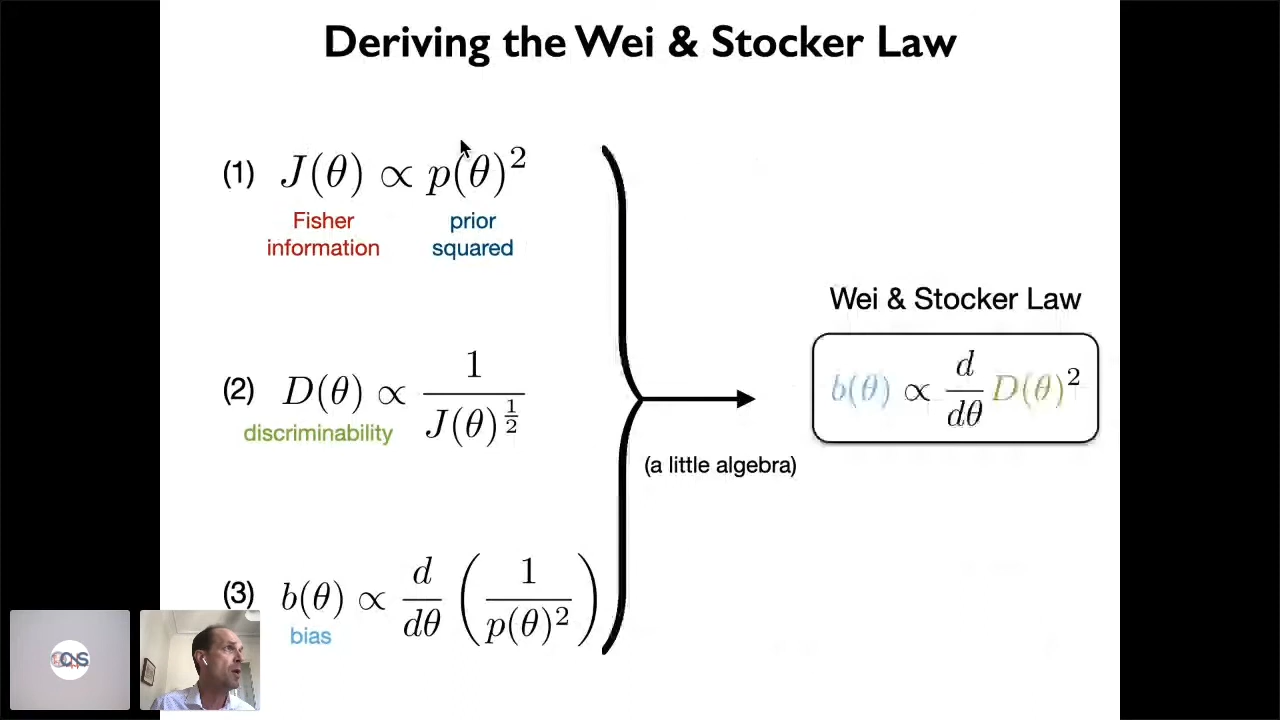 Deriving the Wei & Stocker Law
(1) J(θ) ∝ p(θ)²
Fisher information
prior squared
(2) D(θ) ∝ 1 / J(θ)^(1/2)
discriminability
(3) b(θ) ∝ d/dθ (1 / p(θ)²)
bias
(a little algebra)
Wei & Stocker Law
b(θ) ∝ d/dθ D(θ)²